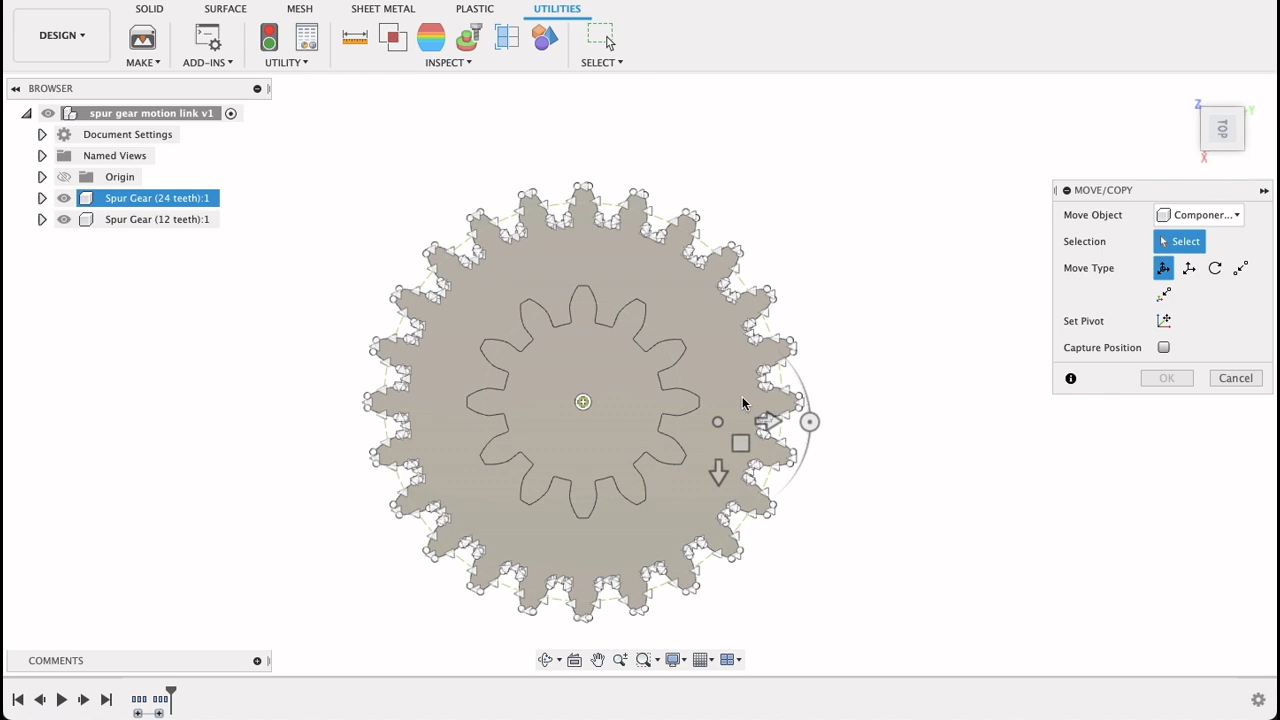 SOLID SURFACE MESH SHEET METAL PLASTIC UTILITIES
DESIGN
MAKE ADD-INS UTILITY INSPECT SELECT
BROWSER
spur gear motion link v1
Document Settings
Named Views
Origin
Spur Gear (24 teeth):1
Spur Gear (12 teeth):1
Z
Y
TOP
X
MOVE/COPY
Move Object Componer...
Selection Select
Move Type
Set Pivot
Capture Position
OK Cancel
COMMENTS